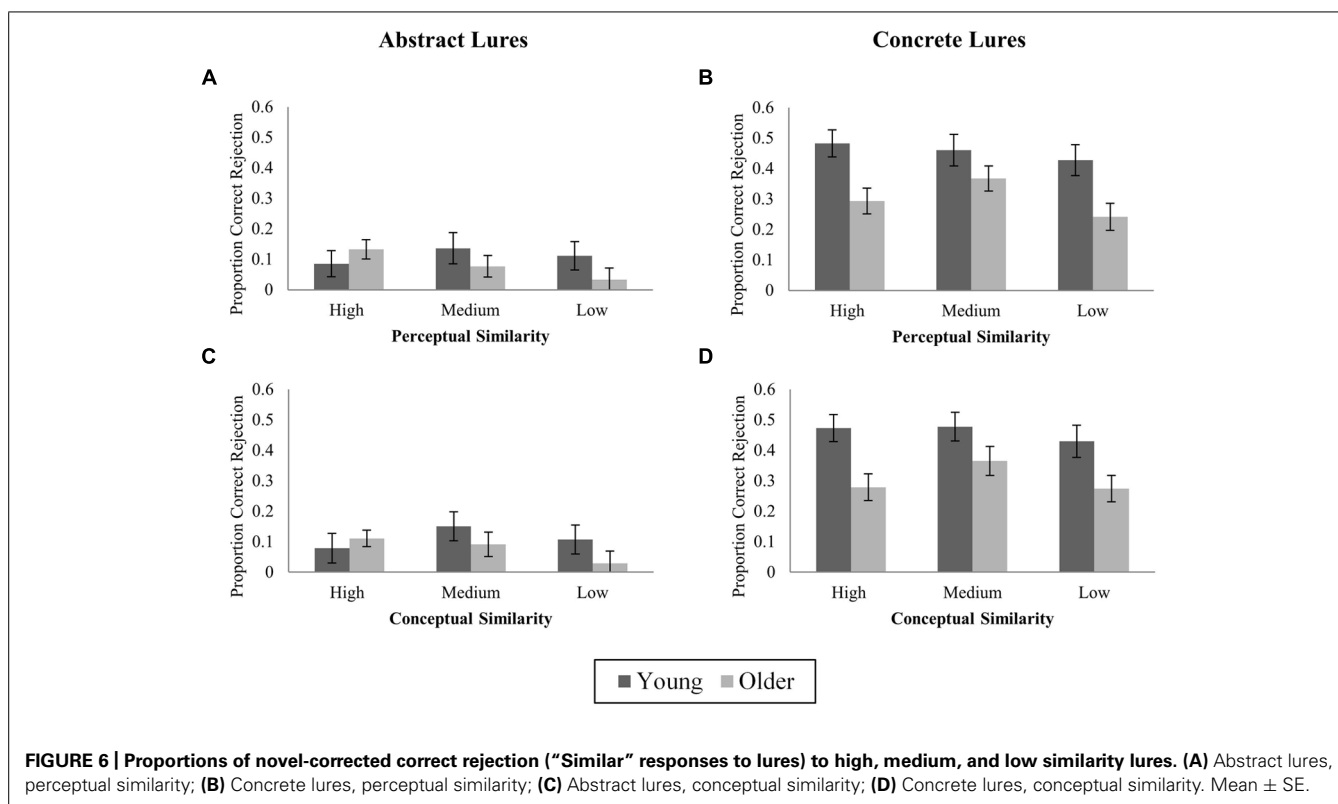 Abstract Lures
Concrete Lures
A
Proportion Correct Rejection
0.6
0.5
0.4
0.3
0.2
0.1
0
High Medium Low
Perceptual Similarity
B
Proportion Correct Rejection
0.6
0.5
0.4
0.3
0.2
0.1
0
High Medium Low
Perceptual Similarity
C
Proportion Correct Rejection
0.6
0.5
0.4
0.3
0.2
0.1
0
High Medium Low
Conceptual Similarity
D
Proportion Correct Rejection
0.6
0.5
0.4
0.3
0.2
0.1
0
High Medium Low
Conceptual Similarity
Young Older
FIGURE 6 | Proportions of novel-corrected correct rejection (“Similar” responses to lures) to high, medium, and low similarity lures. (A) Abstract lures,
perceptual similarity; (B) Concrete lures, perceptual similarity; (C) Abstract lures, conceptual similarity; (D) Concrete lures, conceptual similarity. Mean ± SE.